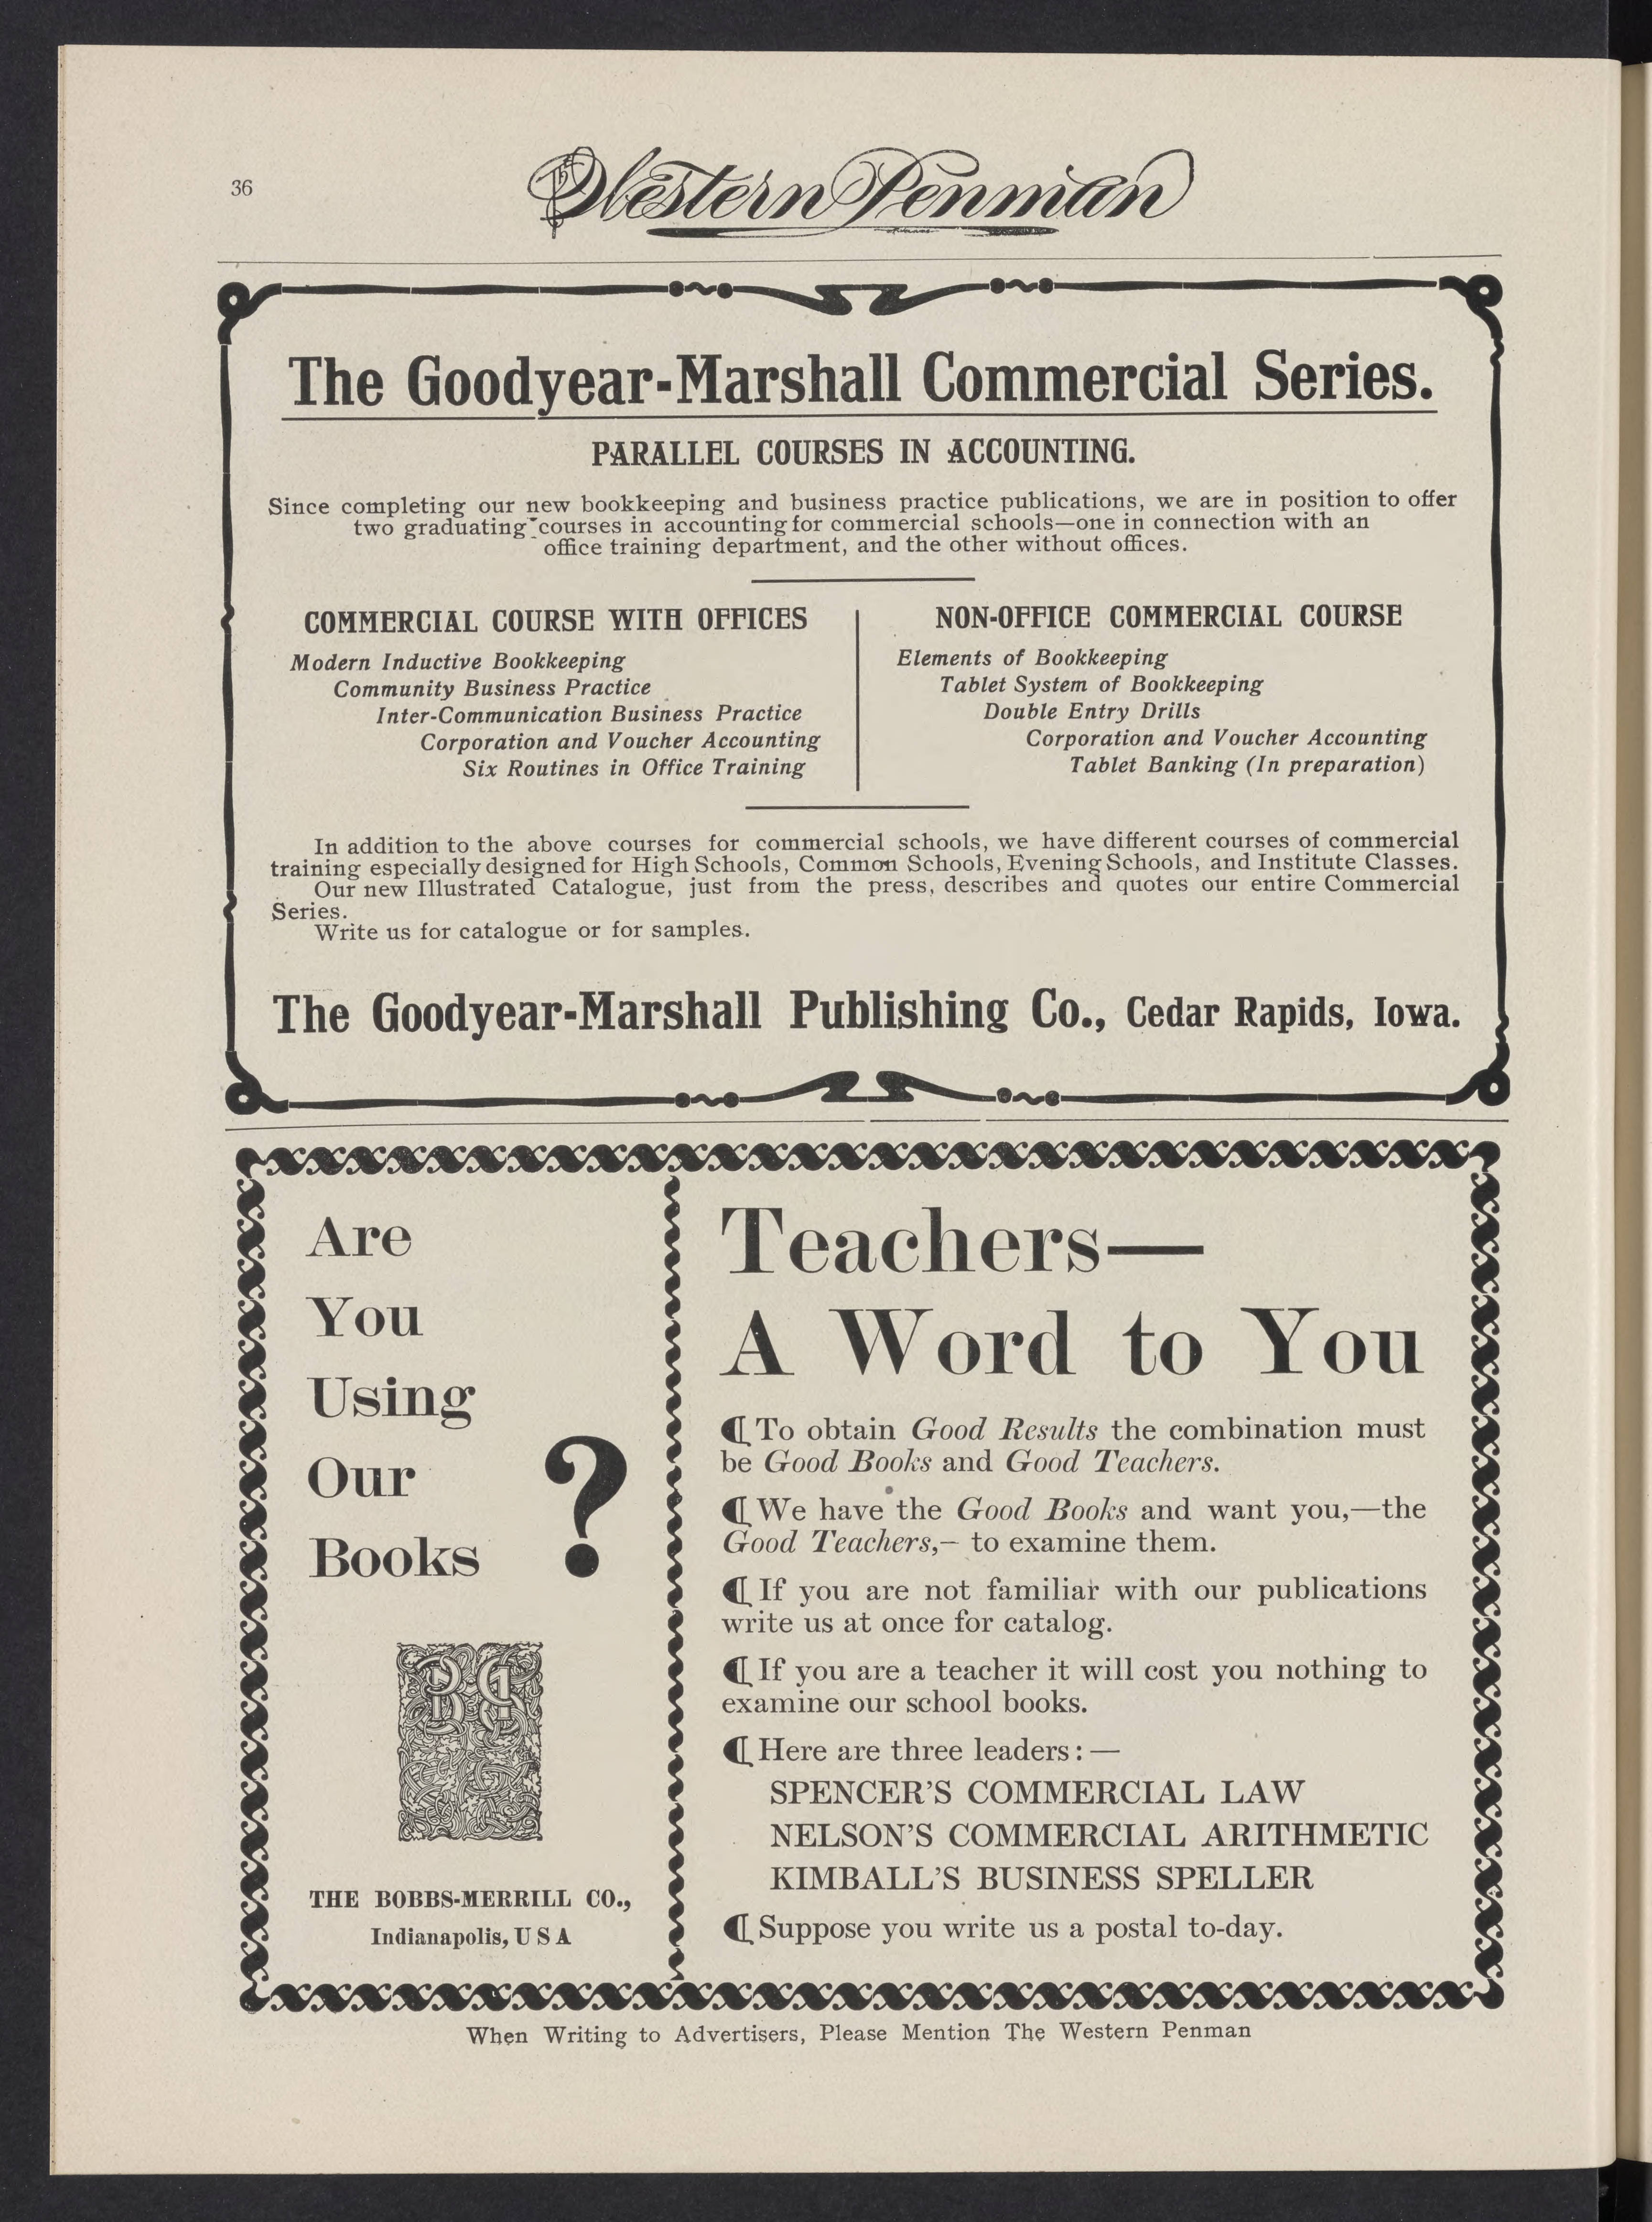 36
The Western Penman
The Goodyear-Marshall Commercial Series.
PARALLEL COURSES IN ACCOUNTING.
Since completing our new bookkeeping and business practice publications, we are in position to offer
two graduating courses in accounting for commercial schools—one in connection with an
office training department, and the other without offices.
COMMERCIAL COURSE WITH OFFICES
Modern Inductive Bookkeeping
Community Business Practice
Inter-Communication Business Practice
Corporation and Voucher Accounting
Six Routines in Office Training
NON-OFFICE COMMERCIAL COURSE
Elements of Bookkeeping
Tablet System of Bookkeeping
Double Entry Drills
Corporation and Voucher Accounting
Tablet Banking (In preparation)
In addition to the above courses for commercial schools, we have different courses of commercial
training especially designed for High Schools, Common Schools, Evening Schools, and Institute Classes.
Our new Illustrated Catalogue, just from the press, describes and quotes our entire Commercial
Series.
Write us for catalogue or for samples.
The Goodyear-Marshall Publishing Co., Cedar Rapids, Iowa.
Are
You
Using
Our
Books
?
BM
THE BOBBS-MERRILL CO.,
Indianapolis, U S A
Teachers—
A Word to You
¶ To obtain Good Results the combination must
be Good Books and Good Teachers.
¶ We have the Good Books and want you,—the
Good Teachers,– to examine them.
¶ If you are not familiar with our publications
write us at once for catalog.
¶ If you are a teacher it will cost you nothing to
examine our school books.
¶ Here are three leaders: —
SPENCER'S COMMERCIAL LAW
NELSON'S COMMERCIAL ARITHMETIC
KIMBALL'S BUSINESS SPELLER
¶ Suppose you write us a postal to-day.
When Writing to Advertisers, Please Mention The Western Penman